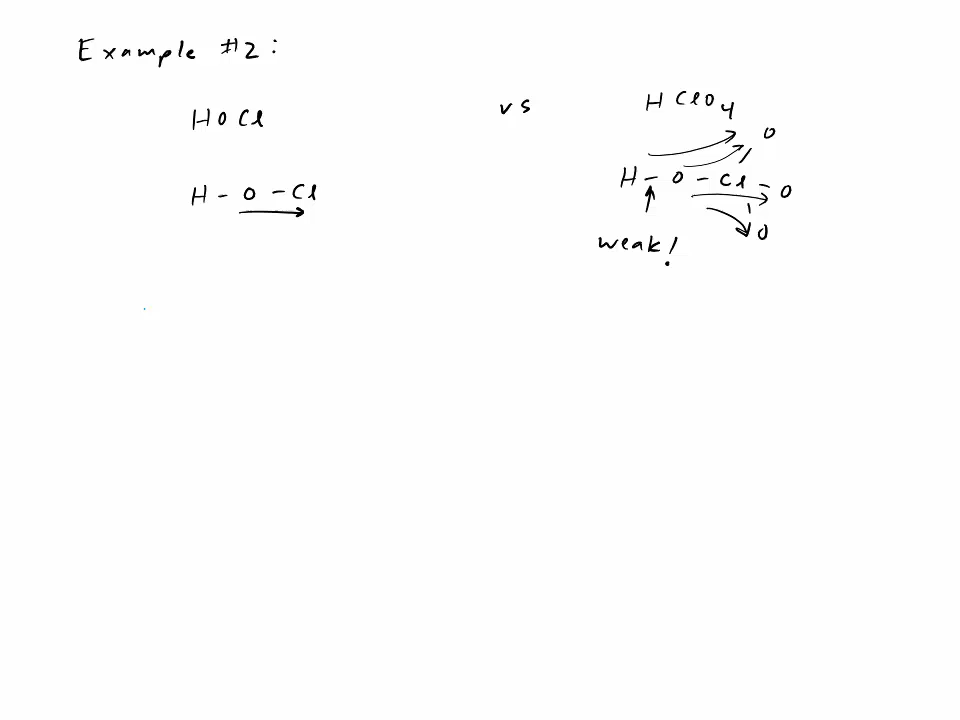 Example #2:
HOCl vs HClO4
O
H - O - Cl
H - O - Cl - O
O
weak!